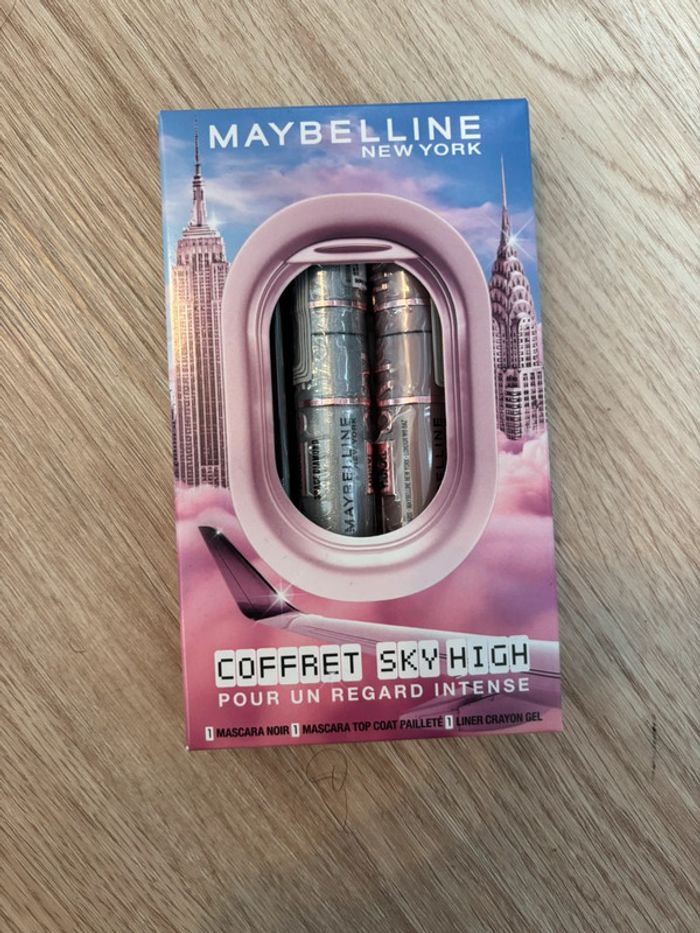 MAYBELLINE
NEW YORK
MAYBELLINE
NEW YORK
COFFRET SKY HIGH
POUR UN REGARD INTENSE
1 MASCARA NOIR 1 MASCARA TOP COAT PAILLETÉ 1 LINER CRAYON GEL